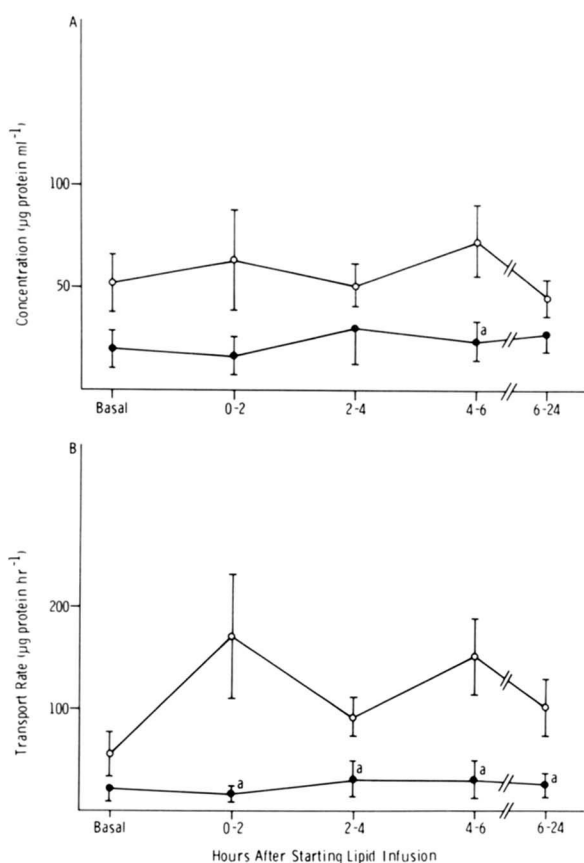 A
Concentration (µg protein ml⁻¹)
100
50
a
Basal
0-2
2-4
4-6
6-24
B
Transport Rate (µg protein hr⁻¹)
200
100
a
a
a
a
Basal
0-2
2-4
4-6
6-24
Hours After Starting Lipid Infusion